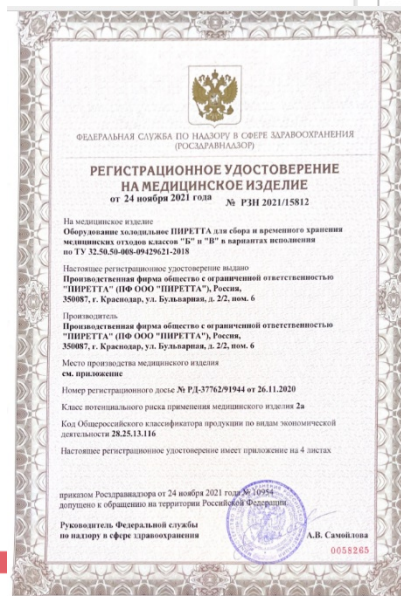 ФЕДЕРАЛЬНАЯ СЛУЖБА ПО НАДЗОРУ В СФЕРЕ ЗДРАВООХРАНЕНИЯ
(РОСЗДРАВНАДЗОР)
РЕГИСТРАЦИОННОЕ УДОСТОВЕРЕНИЕ
НА МЕДИЦИНСКОЕ ИЗДЕЛИЕ
от 24 ноября 2021 года № РЗН 2021/15812
На медицинское изделие
Оборудование холодильное ПИРЕТТА для сбора и временного хранения
медицинских отходов классов "Б" и "В" в вариантах исполнения
по ТУ 32.50.50-008-09429621-2018
Настоящее регистрационное удостоверение выдано
Производственная фирма общество с ограниченной ответственностью
"ПИРЕТТА" (ПФ ООО "ПИРЕТТА"), Россия,
350087, г. Краснодар, ул. Бульварная, д. 2/2, пом. 6
Производитель
Производственная фирма общество с ограниченной ответственностью
"ПИРЕТТА" (ПФ ООО "ПИРЕТТА"), Россия,
350087, г. Краснодар, ул. Бульварная, д. 2/2, пом. 6
Место производства медицинского изделия
см. приложение
Номер регистрационного досье № РД-37762/91944 от 26.11.2020
Класс потенциального риска применения медицинского изделия 2а
Код Общероссийского классификатора продукции по видам экономической
деятельности 28.25.13.116
Настоящее регистрационное удостоверение имеет приложение на 4 листах
приказом Росздравнадзора от 24 ноября 2021 года № 10954
допущено к обращению на территории Российской Федерации.
Руководитель Федеральной службы
по надзору в сфере здравоохранения
А.В. Самойлова
0058265